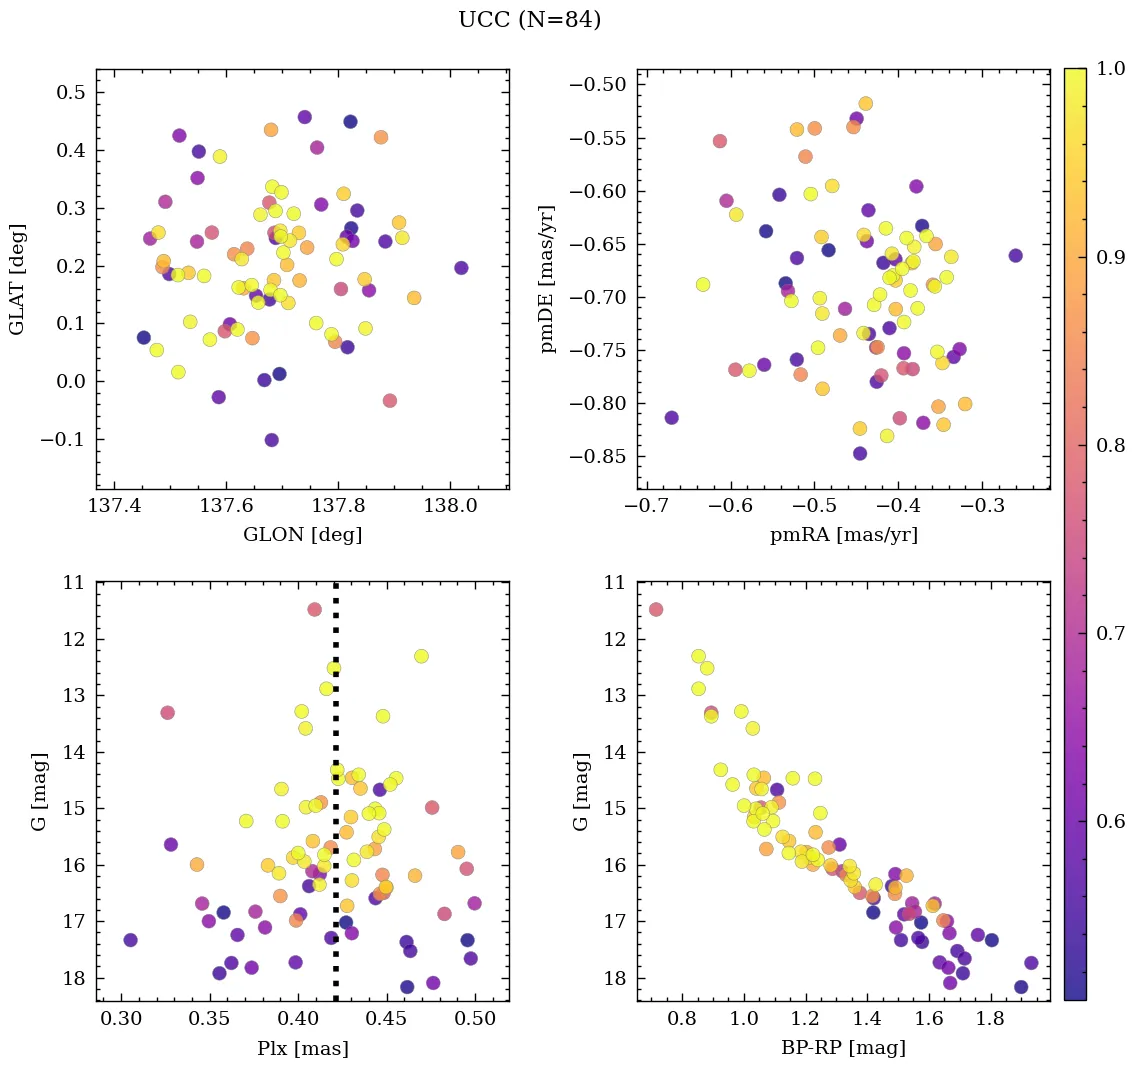 UCC (N=84)
0.5
0.4
0.3
0.2
0.1
0.0
−0.1
GLAT [deg]
137.4 137.6 137.8 138.0
GLON [deg]
−0.50
−0.55
−0.60
−0.65
−0.70
−0.75
−0.80
−0.85
pmDE [mas/yr]
−0.7 −0.6 −0.5 −0.4 −0.3
pmRA [mas/yr]
11
12
13
14
15
16
17
18
G [mag]
0.30 0.35 0.40 0.45 0.50
Plx [mas]
11
12
13
14
15
16
17
18
G [mag]
0.8 1.0 1.2 1.4 1.6 1.8
BP-RP [mag]
1.0
0.9
0.8
0.7
0.6